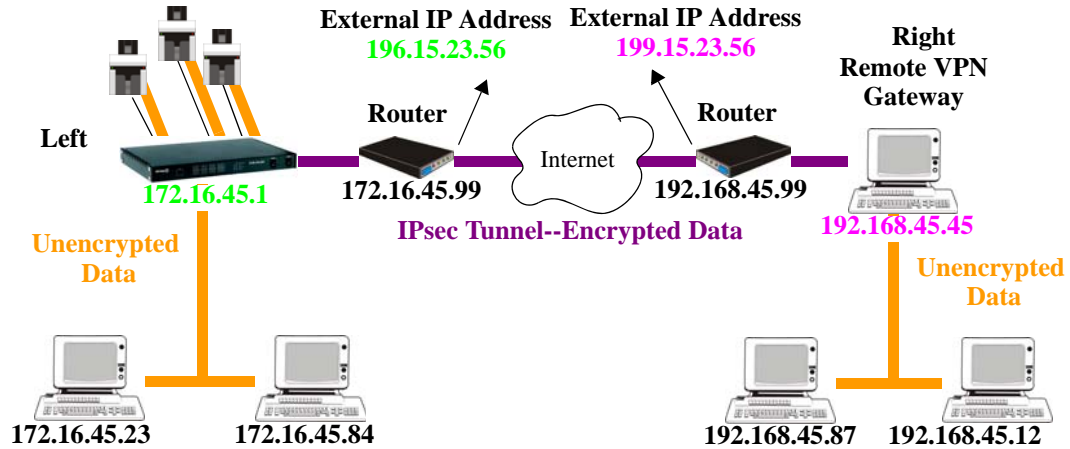 External IP Address
196.15.23.56
External IP Address
199.15.23.56
Right
Remote VPN
Gateway
Left
Router
Router
Internet
172.16.45.1
172.16.45.99
192.168.45.99
IPsec Tunnel--Encrypted Data
192.168.45.45
Unencrypted
Data
Unencrypted
Data
172.16.45.23
172.16.45.84
192.168.45.87
192.168.45.12